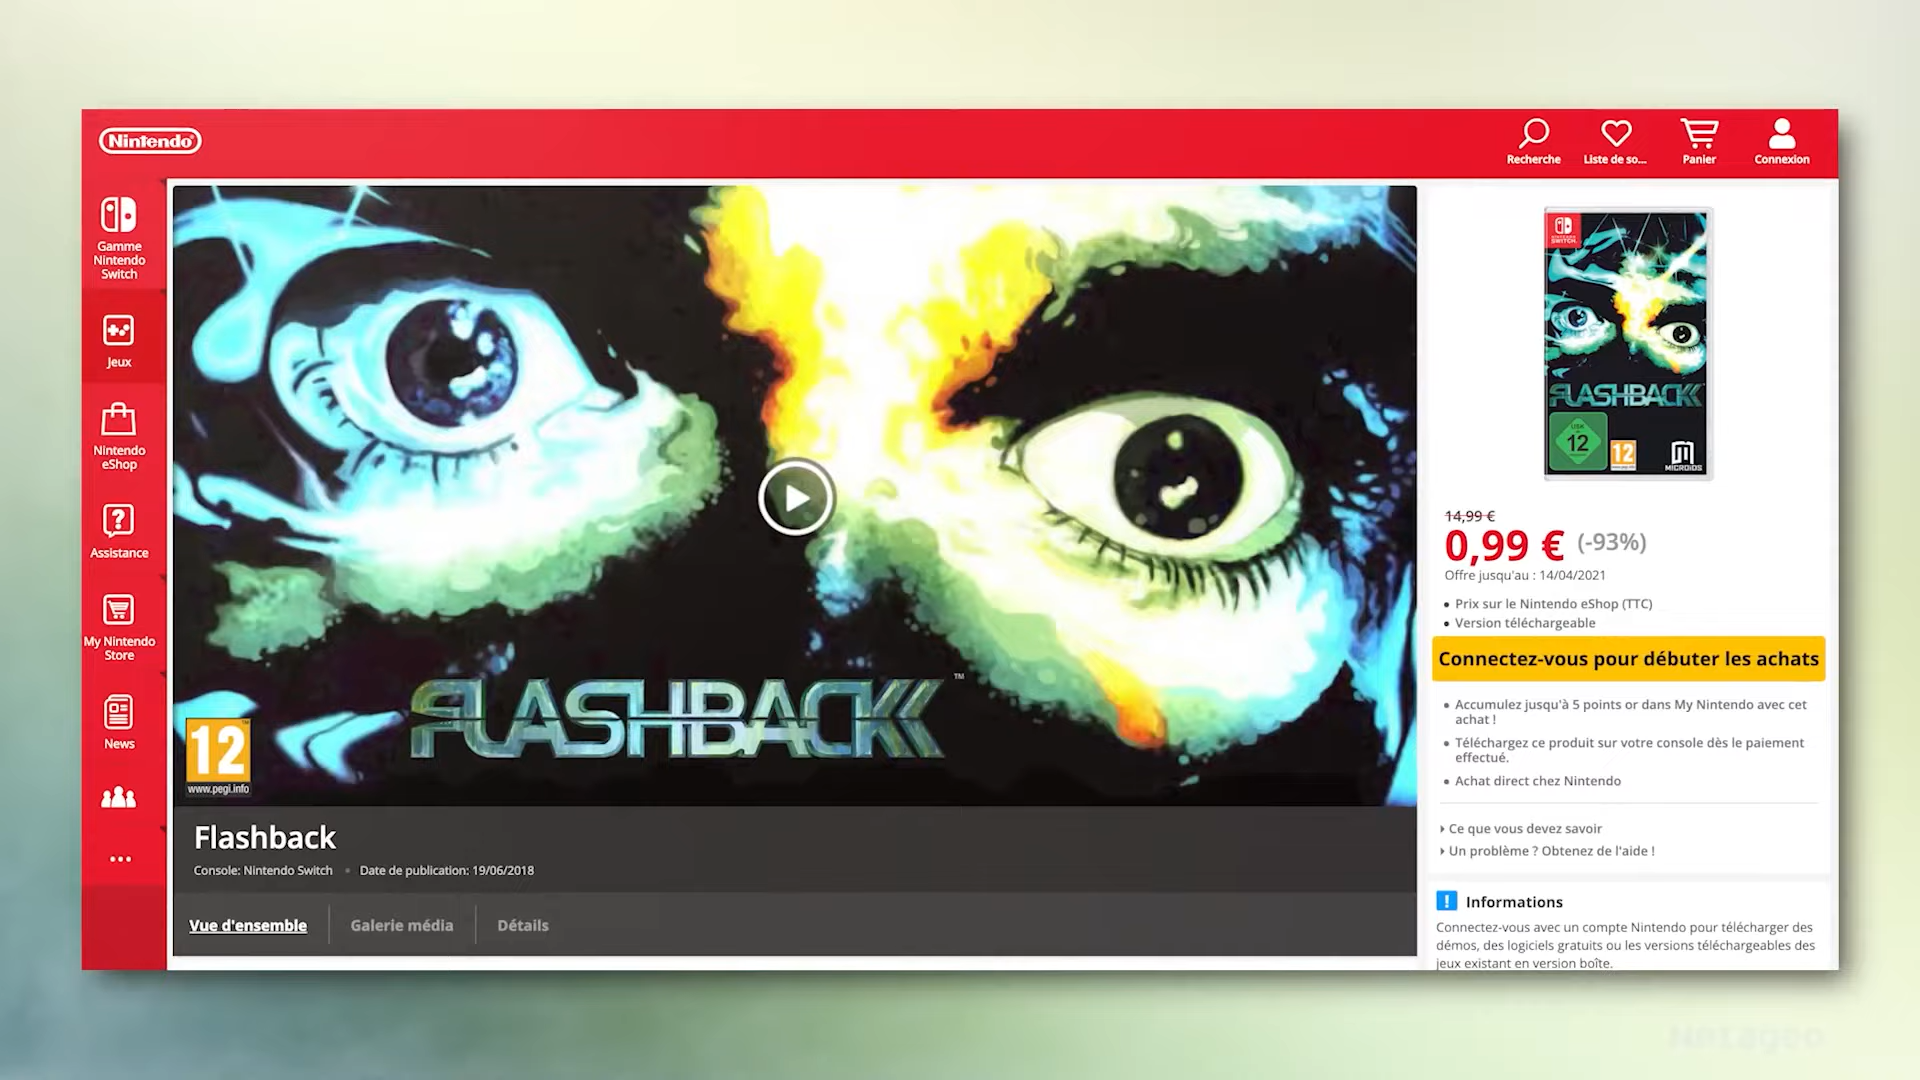 Nintendo
Recherche
Liste de so...
Panier
Connexion
Gamme
Nintendo
Switch
Jeux
Nintendo
eShop
Assistance
My Nintendo
Store
News
FLASHBACK™
12
www.pegi.info
Flashback
Console: Nintendo Switch • Date de publication: 19/06/2018
Vue d'ensemble
Galerie média
Détails
NINTENDO
SWITCH
FLASHBACK
USK
12
12
MICROIDS
14,99 €
0,99 € (-93%)
Offre jusqu'au : 14/04/2021
• Prix sur le Nintendo eShop (TTC)
• Version téléchargeable
Connectez-vous pour débuter les achats
• Accumulez jusqu'à 5 points or dans My Nintendo avec cet
achat !
• Téléchargez ce produit sur votre console dès le paiement
effectué.
• Achat direct chez Nintendo
Ce que vous devez savoir
Un problème ? Obtenez de l'aide !
! Informations
Connectez-vous avec un compte Nintendo pour télécharger des
démos, des logiciels gratuits ou les versions téléchargeables des
jeux existant en version boîte.